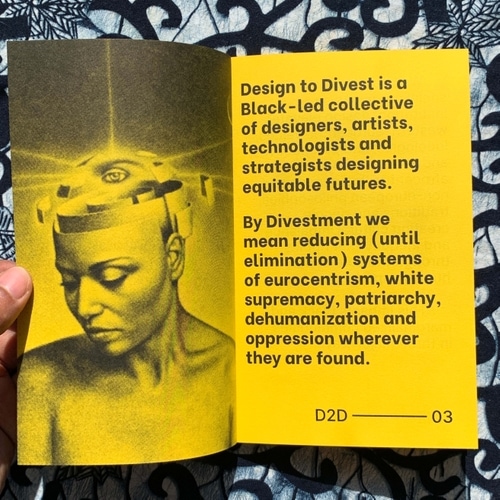 Design to Divest is a
Black-led collective
of designers, artists,
technologists and
strategists designing
equitable futures.
By Divestment we
mean reducing (until
elimination) systems
of eurocentrism, white
supremacy, patriarchy,
dehumanization and
oppression wherever
they are found.
D2D 03